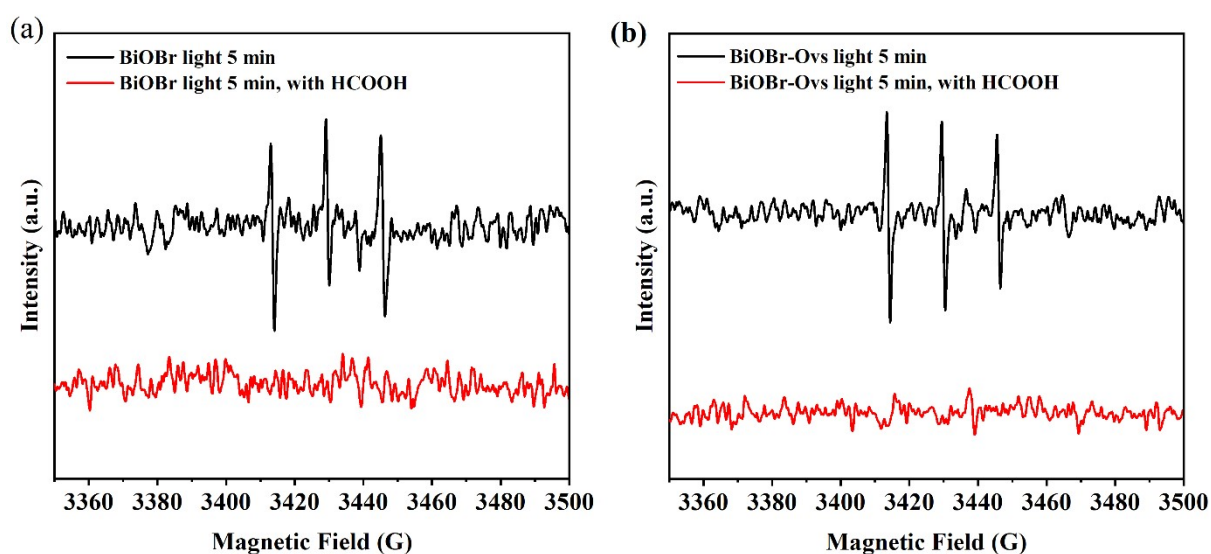 (a)
BiOBr light 5 min
BiOBr light 5 min, with HCOOH
Intensity (a.u.)
3360 3380 3400 3420 3440 3460 3480 3500
Magnetic Field (G)
(b)
BiOBr-Ovs light 5 min
BiOBr-Ovs light 5 min, with HCOOH
Intensity (a.u.)
3360 3380 3400 3420 3440 3460 3480 3500
Magnetic Field (G)